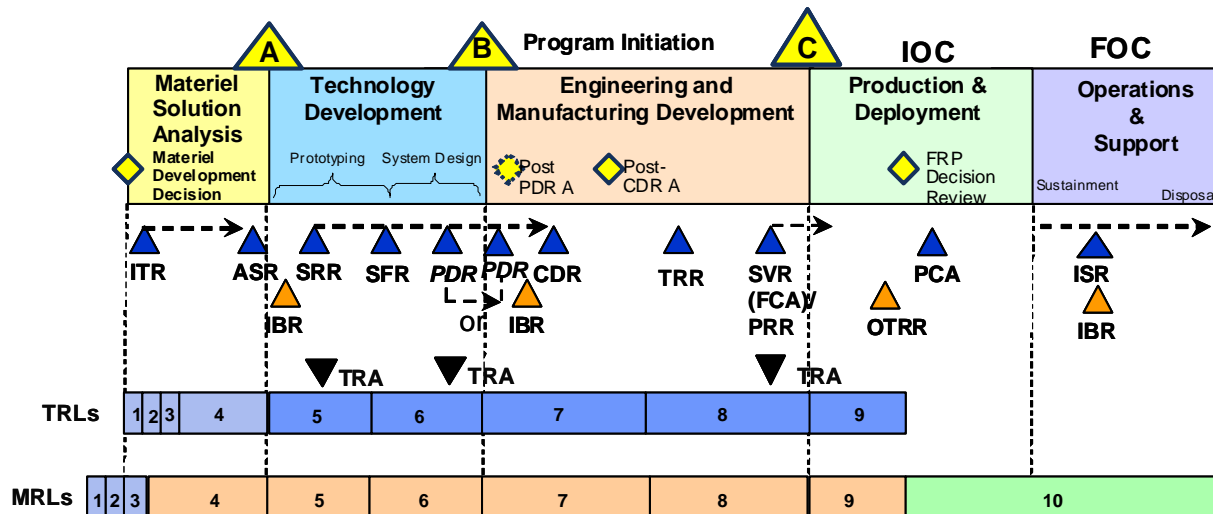 A
B
Program Initiation
C
IOC
FOC
Materiel
Solution
Analysis
Materiel
Development
Decision
Technology
Development
Prototyping
System Design
Engineering and
Manufacturing Development
Post
PDR A
Post-
CDR A
Production &
Deployment
FRP
Decision
Review
Operations
&
Support
Sustainment
Disposa
ITR
ASR
SRR
SFR
PDR
PDR
CDR
TRR
SVR
(FCA)/
PRR
PCA
ISR
IBR
or
IBR
OTRR
IBR
TRA
TRA
TRA
TRLs
1 2 3 4 5 6 7 8 9
MRLs
1 2 3 4 5 6 7 8 9 10